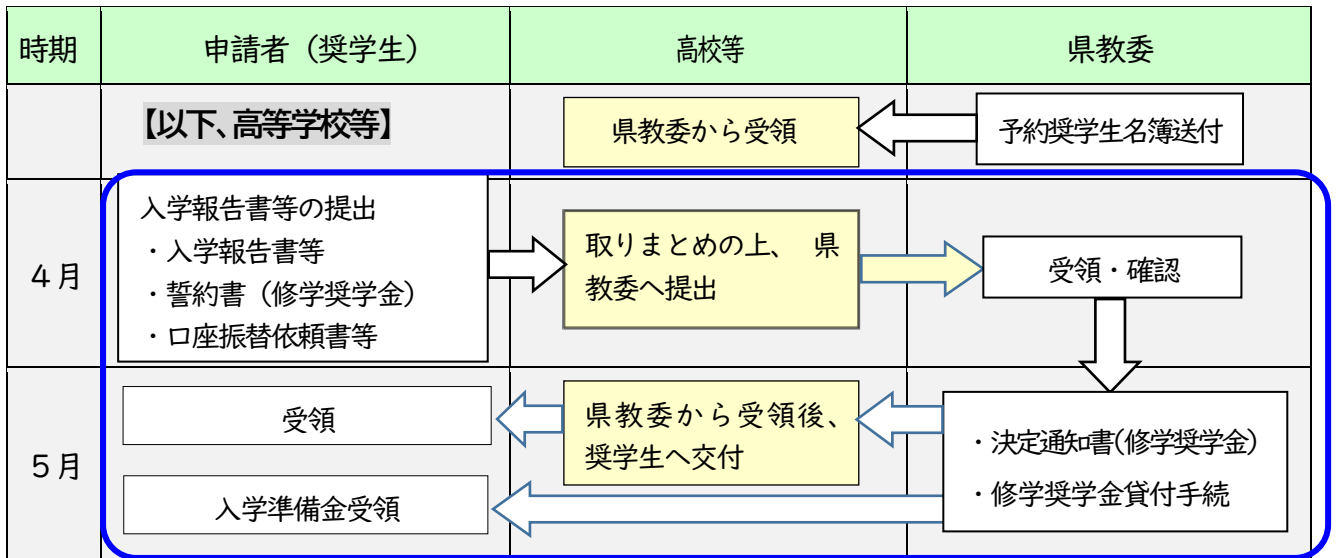 時期
申請者（奨学生）
高校等
県教委
【以下、高等学校等】
県教委から受領
予約奨学生名簿送付
４月
入学報告書等の提出
・入学報告書等
・誓約書（修学奨学金）
・口座振替依頼書等
取りまとめの上、　県
教委へ提出
受領・確認
５月
受領
県教委から受領後、
奨学生へ交付
・決定通知書(修学奨学金)
・修学奨学金貸付手続
入学準備金受領